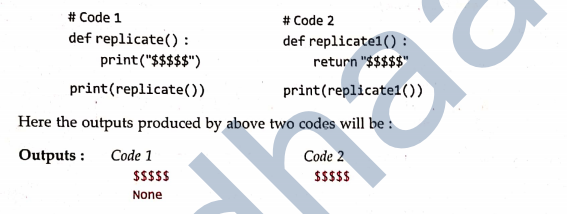 # Code 1
def replicate() :
print("$$$$$")
print(replicate())
# Code 2
def replicate1() :
return "$$$$$"
print(replicate1())
Here the outputs produced by above two codes will be :
Outputs : Code 1 Code 2
$$$$$ $$$$$
None